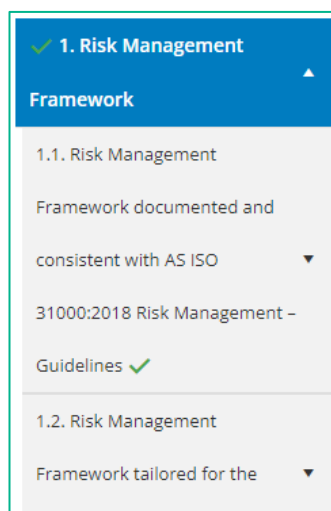 1. Risk Management
Framework
1.1. Risk Management
Framework documented and
consistent with AS ISO
31000:2018 Risk Management –
Guidelines
1.2. Risk Management
Framework tailored for the